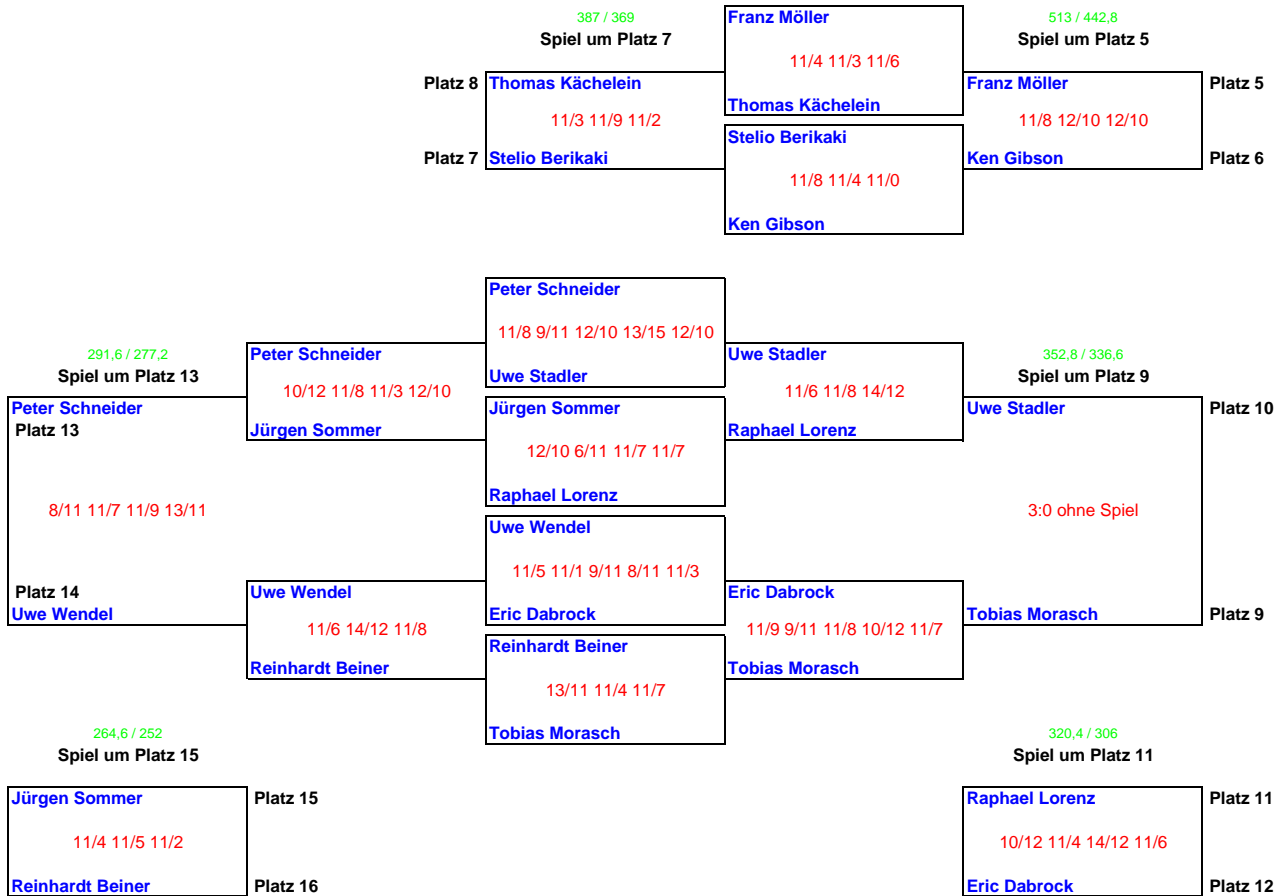 387 / 369
Franz Möller
513 / 442,8
Spiel um Platz 7
Spiel um Platz 5
11/4 11/3 11/6
Platz 8
Thomas Kächelein
Franz Möller
Platz 5
Thomas Kächelein
11/3 11/9 11/2
11/8 12/10 12/10
Stelio Berikaki
Platz 7
Stelio Berikaki
Ken Gibson
Platz 6
11/8 11/4 11/0
Ken Gibson
Peter Schneider
11/8 9/11 12/10 13/15 12/10
291,6 / 277,2
Peter Schneider
Uwe Stadler
352,8 / 336,6
Spiel um Platz 13
Uwe Stadler
Spiel um Platz 9
10/12 11/8 11/3 12/10
11/6 11/8 14/12
Peter Schneider
Jürgen Sommer
Uwe Stadler
Platz 10
Platz 13
Jürgen Sommer
Raphael Lorenz
12/10 6/11 11/7 11/7
Raphael Lorenz
8/11 11/7 11/9 13/11
3:0 ohne Spiel
Uwe Wendel
11/5 11/1 9/11 8/11 11/3
Platz 14
Uwe Wendel
Eric Dabrock
Uwe Wendel
Eric Dabrock
Tobias Morasch
Platz 9
11/6 14/12 11/8
11/9 9/11 11/8 10/12 11/7
Reinhardt Beiner
Reinhardt Beiner
Tobias Morasch
13/11 11/4 11/7
Tobias Morasch
264,6 / 252
320,4 / 306
Spiel um Platz 15
Spiel um Platz 11
Jürgen Sommer
Platz 15
Raphael Lorenz
Platz 11
11/4 11/5 11/2
10/12 11/4 14/12 11/6
Reinhardt Beiner
Platz 16
Eric Dabrock
Platz 12